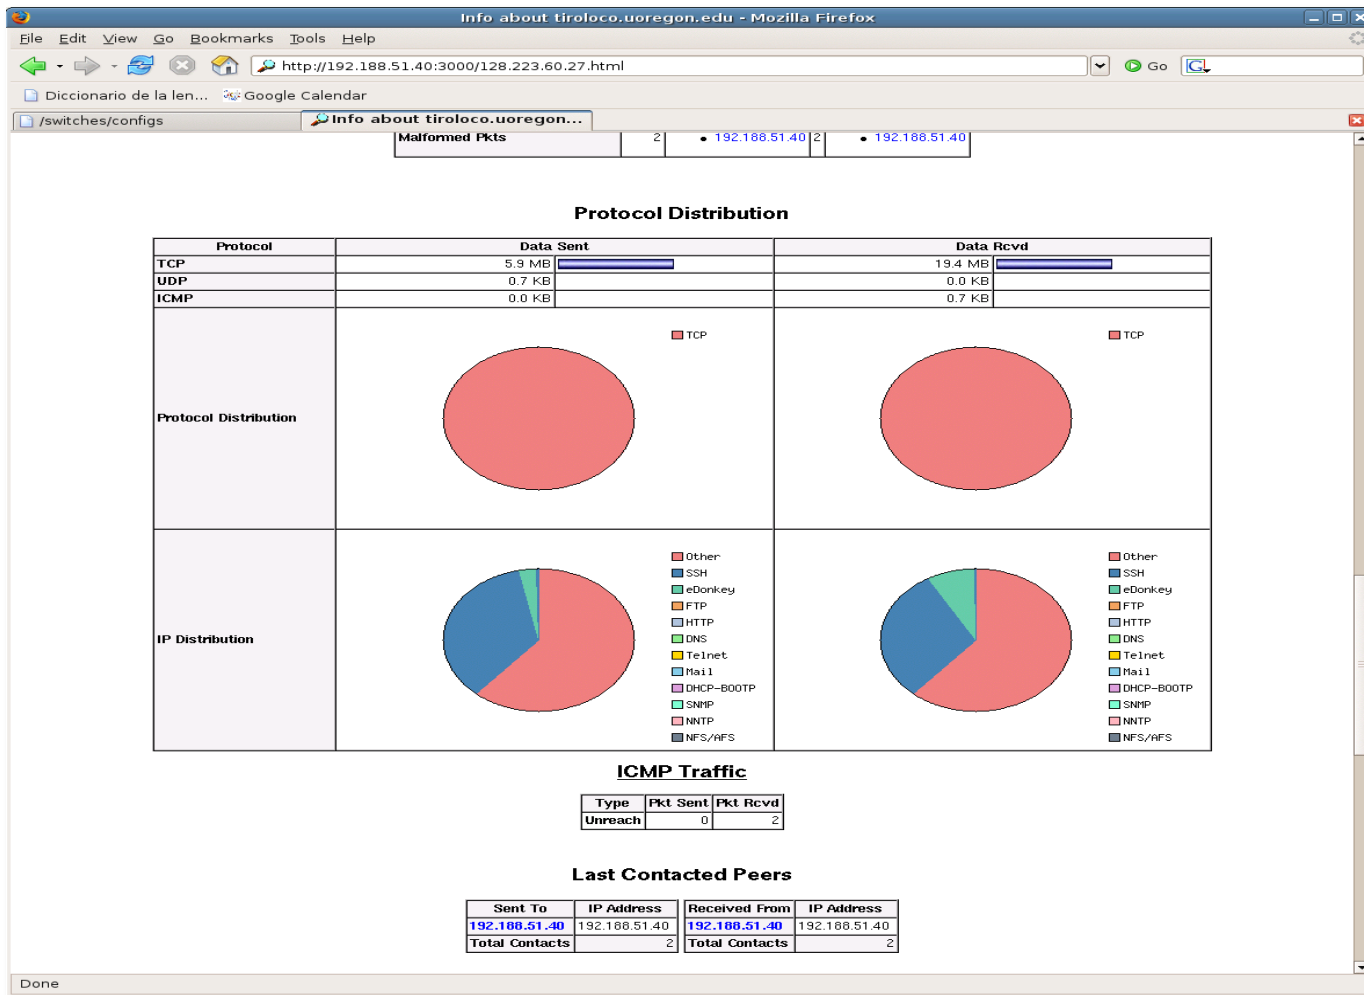 Info about tiroloco.uoregon.edu - Mozilla Firefox
File Edit View Go Bookmarks Tools Help
http://192.188.51.40:3000/128.223.60.27.html Go G
Diccionario de la len... Google Calendar
/switches/configs Info about tiroloco.uoregon...
Malformed Pkts 2 • 192.188.51.40 2 • 192.188.51.40
Protocol Distribution
Protocol Data Sent Data Rcvd
TCP 5.9 MB 19.4 MB
UDP 0.7 KB 0.0 KB
ICMP 0.0 KB 0.7 KB
Protocol Distribution
TCP
TCP
IP Distribution
Other
SSH
eDonkey
FTP
HTTP
DNS
Telnet
Mail
DHCP-BOOTP
SNMP
NNTP
NFS/AFS
Other
SSH
eDonkey
FTP
HTTP
DNS
Telnet
Mail
DHCP-BOOTP
SNMP
NNTP
NFS/AFS
ICMP Traffic
Type Pkt Sent Pkt Rcvd
Unreach 0 2
Last Contacted Peers
Sent To IP Address Received From IP Address
192.188.51.40 192.188.51.40 192.188.51.40 192.188.51.40
Total Contacts 2 Total Contacts 2
Done